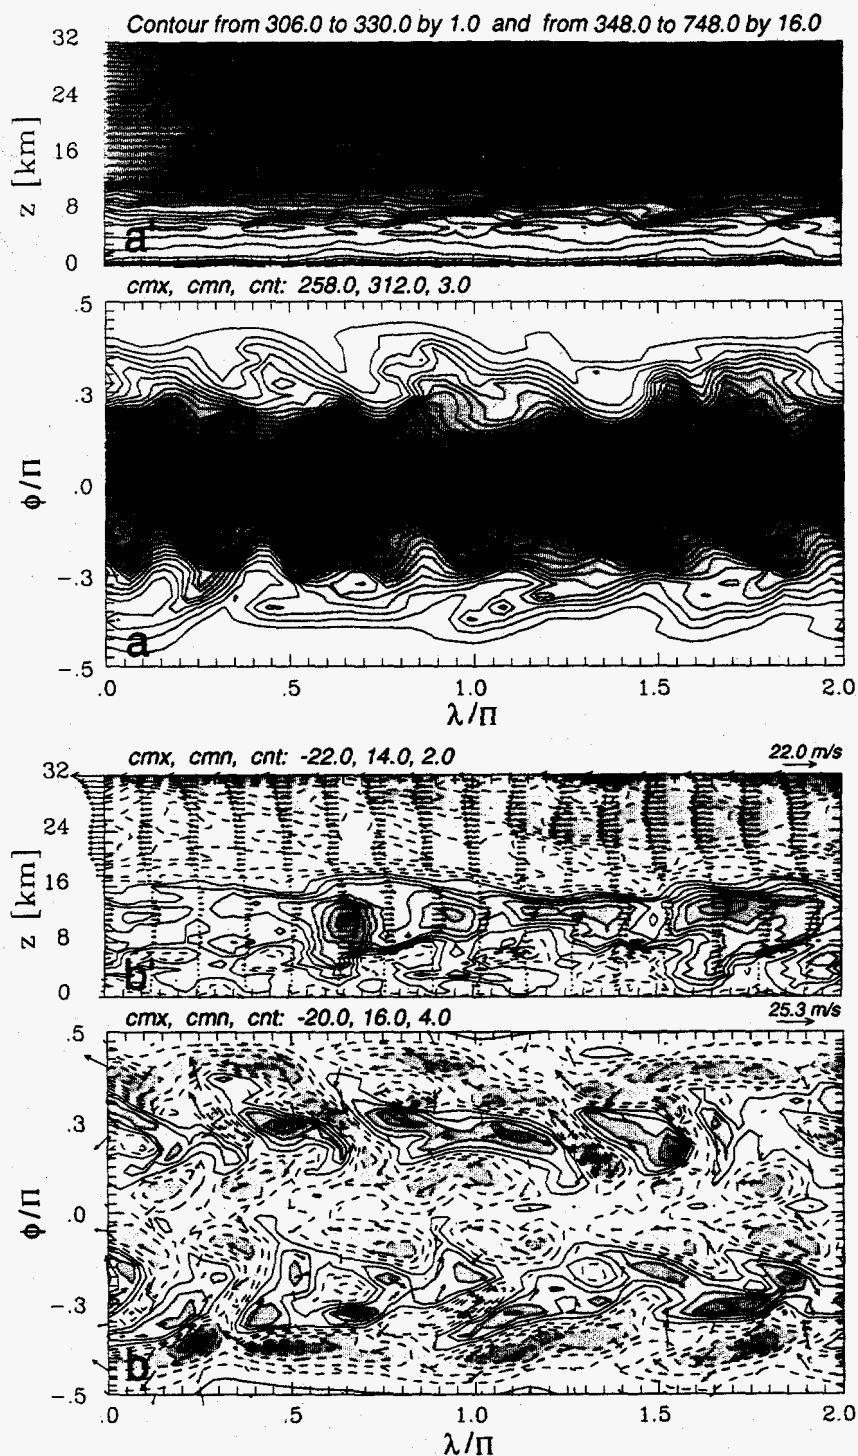 Contour from 306.0 to 330.0 by 1.0 and from 348.0 to 748.0 by 16.0
32
24
16
8
0
z [km]
a'
cmx, cmn, cnt: 258.0, 312.0, 3.0
.5
.3
.0
-.3
-.5
ϕ/Π
a
.0 .5 1.0 1.5 2.0
λ/Π
cmx, cmn, cnt: -22.0, 14.0, 2.0
22.0 m/s
32
24
16
8
0
z [km]
b'
cmx, cmn, cnt: -20.0, 16.0, 4.0
25.3 m/s
.5
.3
.0
-.3
-.5
ϕ/Π
b
.0 .5 1.0 1.5 2.0
λ/Π